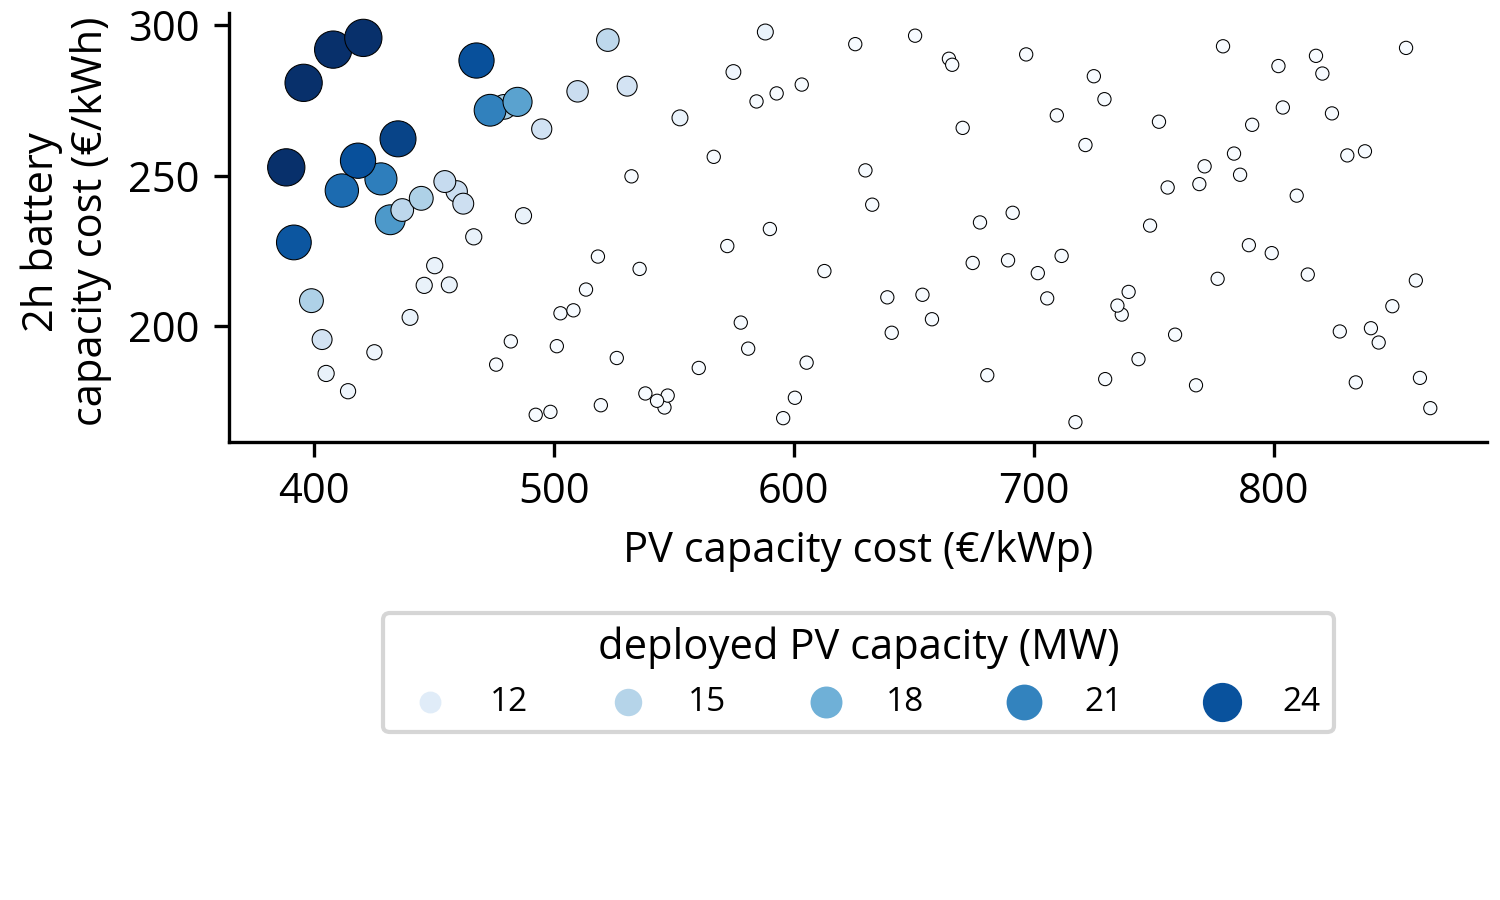 2h battery
capacity cost (€/kWh)
300
250
200
400 500 600 700 800
PV capacity cost (€/kWp)
deployed PV capacity (MW)
12 15 18 21 24